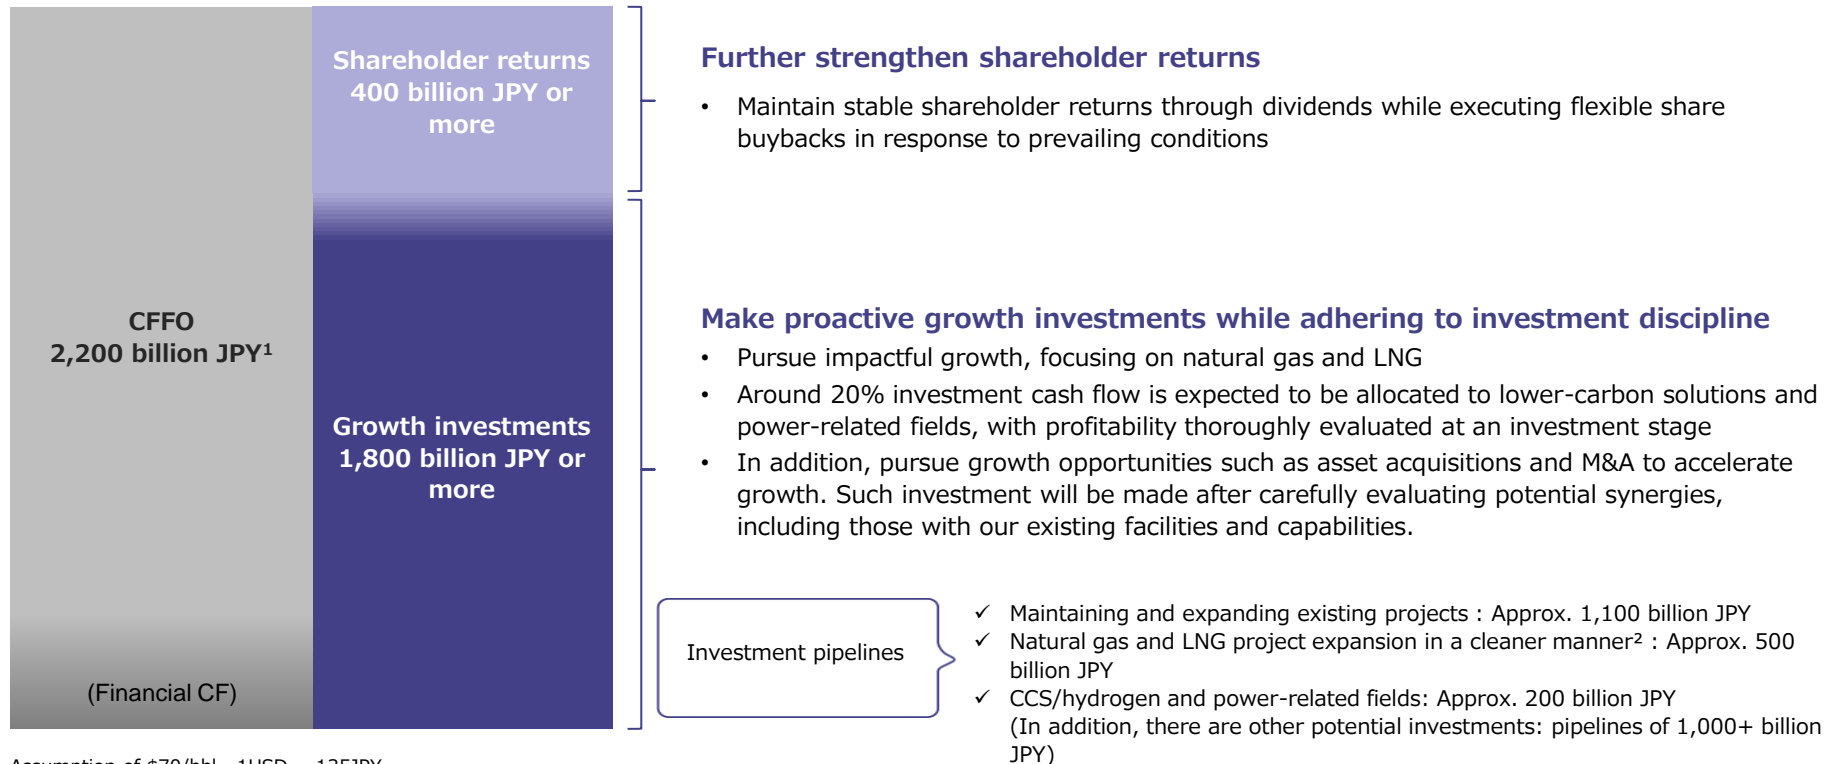 Shareholder returns
400 billion JPY or
more
Further strengthen shareholder returns
• Maintain stable shareholder returns through dividends while executing flexible share
buybacks in response to prevailing conditions
CFFO
2,200 billion JPY¹
(Financial CF)
Growth investments
1,800 billion JPY or
more
Make proactive growth investments while adhering to investment discipline
• Pursue impactful growth, focusing on natural gas and LNG
• Around 20% investment cash flow is expected to be allocated to lower-carbon solutions and
power-related fields, with profitability thoroughly evaluated at an investment stage
• In addition, pursue growth opportunities such as asset acquisitions and M&A to accelerate
growth. Such investment will be made after carefully evaluating potential synergies,
including those with our existing facilities and capabilities.
Investment pipelines
✓ Maintaining and expanding existing projects : Approx. 1,100 billion JPY
✓ Natural gas and LNG project expansion in a cleaner manner² : Approx. 500
billion JPY
✓ CCS/hydrogen and power-related fields: Approx. 200 billion JPY
(In addition, there are other potential investments: pipelines of 1,000+ billion
JPY)